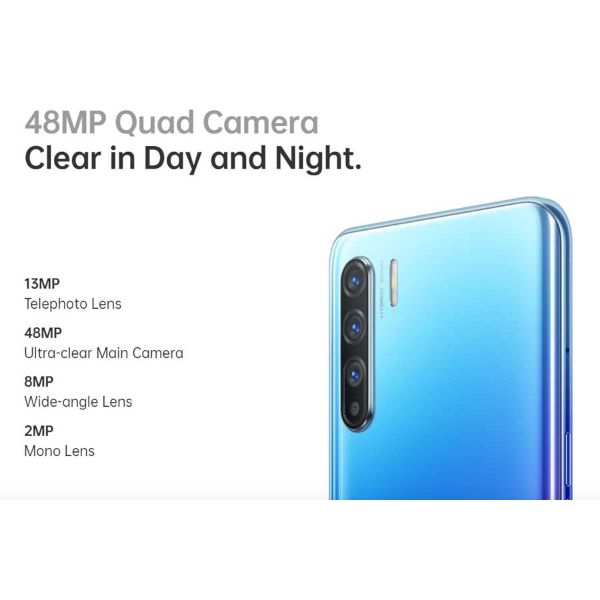 48MP Quad Camera
Clear in Day and Night.
13MP
Telephoto Lens
48MP
Ultra-clear Main Camera
8MP
Wide-angle Lens
2MP
Mono Lens